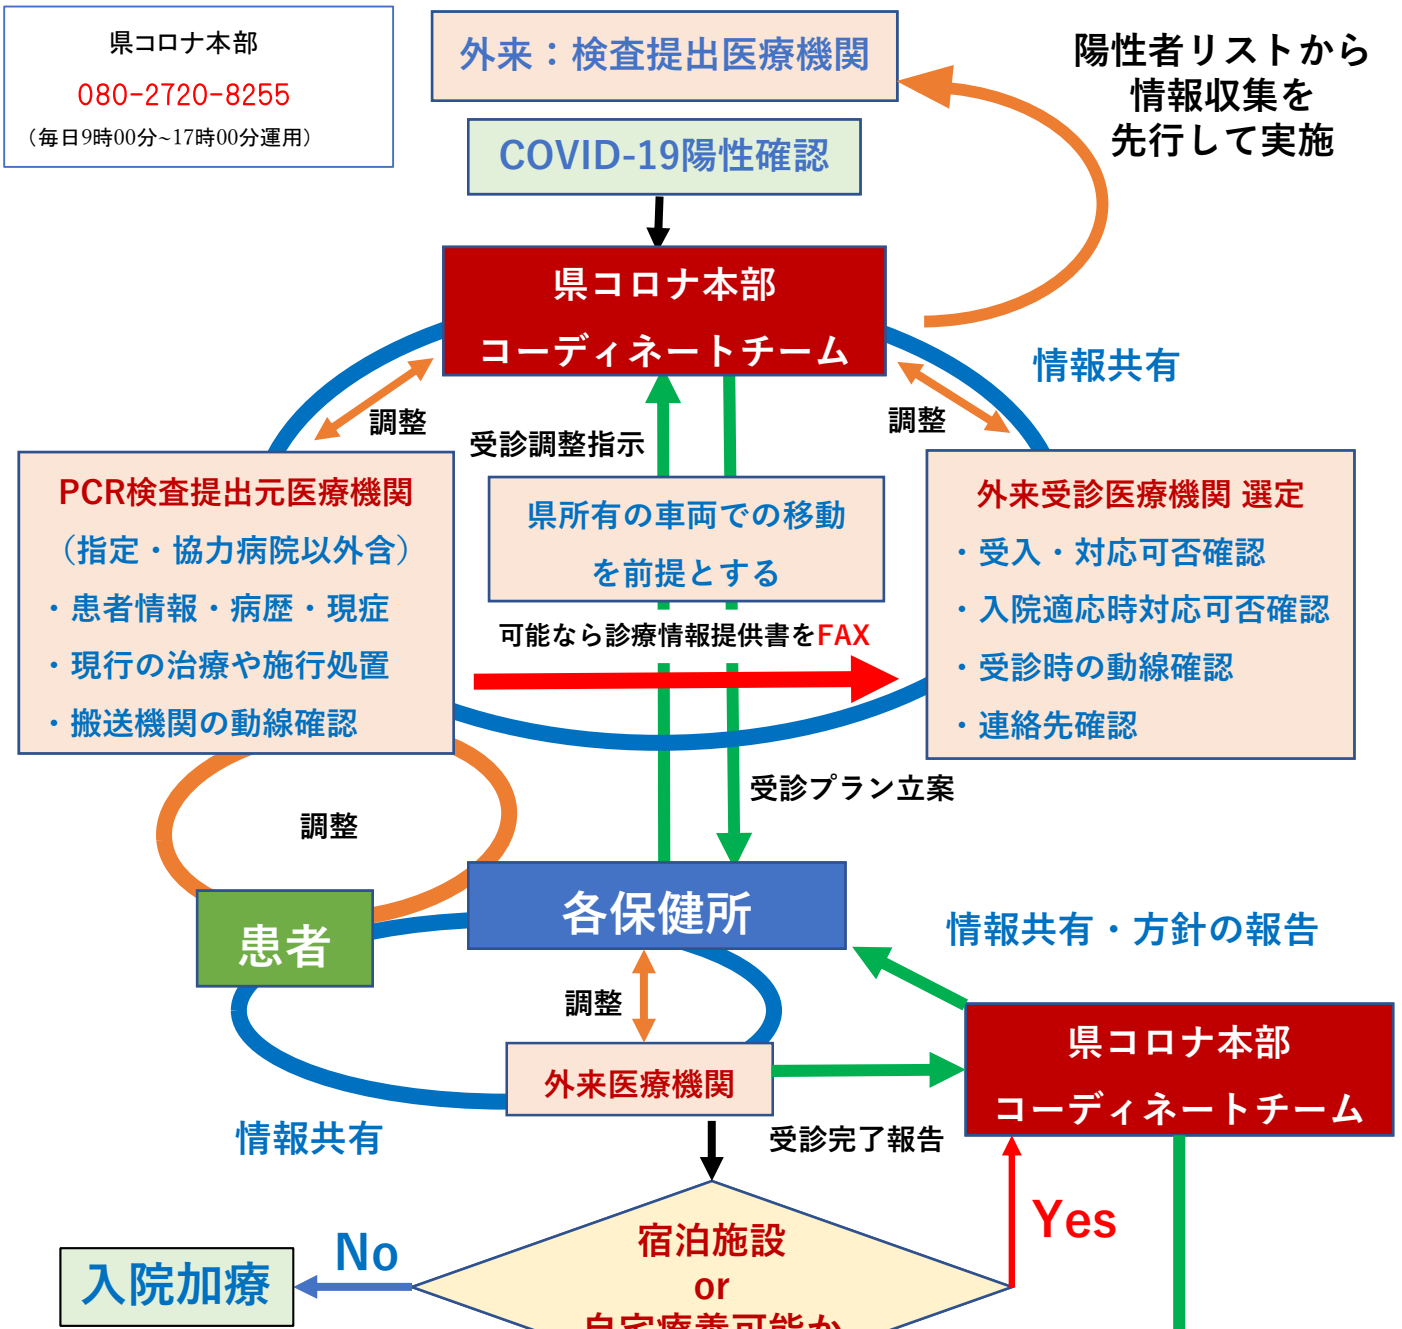 県コロナ本部
080-2720-8255
（毎日9時00分~17時00分運用）
外来：検査提出医療機関
陽性者リストから
情報収集を
先行して実施
COVID-19陽性確認
県コロナ本部
コーディネートチーム
情報共有
調整
調整
受診調整指示
PCR検査提出元医療機関
（指定・協力病院以外含）
・患者情報・病歴・現症
・現行の治療や施行処置
・搬送機関の動線確認
県所有の車両での移動
を前提とする
可能なら診療情報提供書をFAX
外来受診医療機関 選定
・受入・対応可否確認
・入院適応時対応可否確認
・受診時の動線確認
・連絡先確認
受診プラン立案
調整
患者
各保健所
情報共有・方針の報告
調整
外来医療機関
県コロナ本部
コーディネートチーム
情報共有
受診完了報告
Yes
No
入院加療
宿泊施設
or
自宅療養可能か